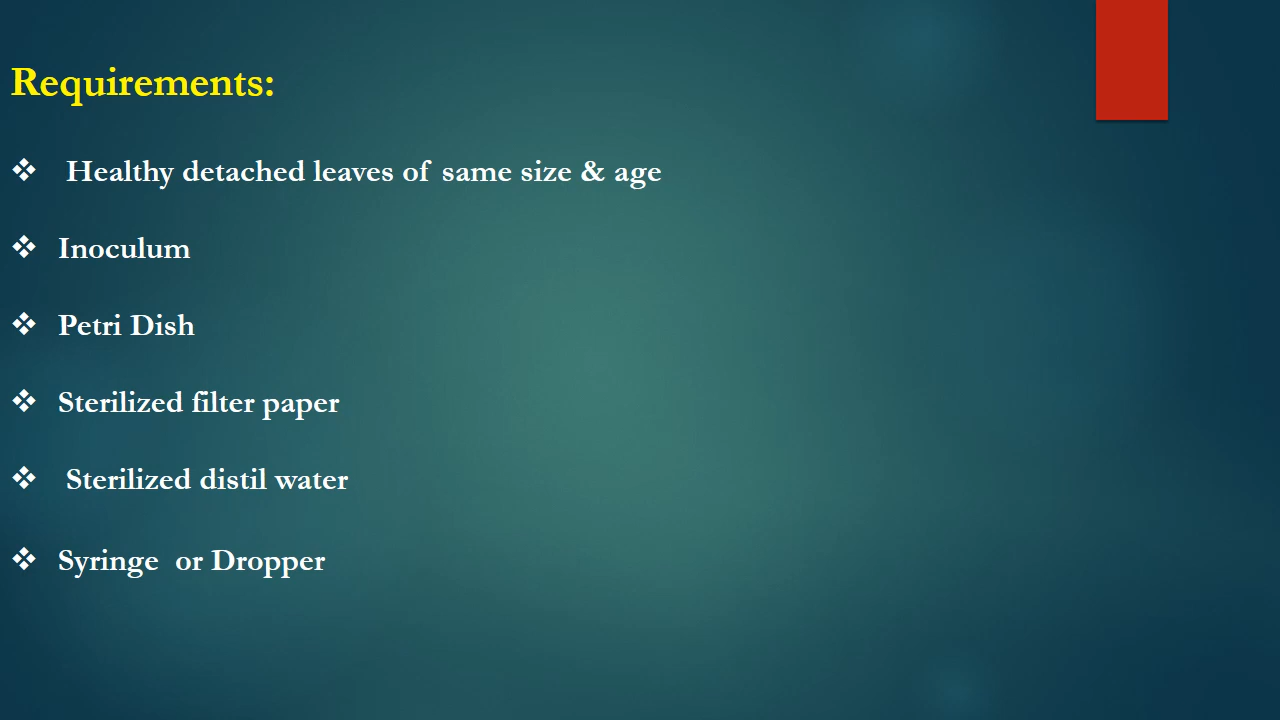 Requirements:
❖ Healthy detached leaves of same size & age
❖ Inoculum
❖ Petri Dish
❖ Sterilized filter paper
❖ Sterilized distil water
❖ Syringe or Dropper